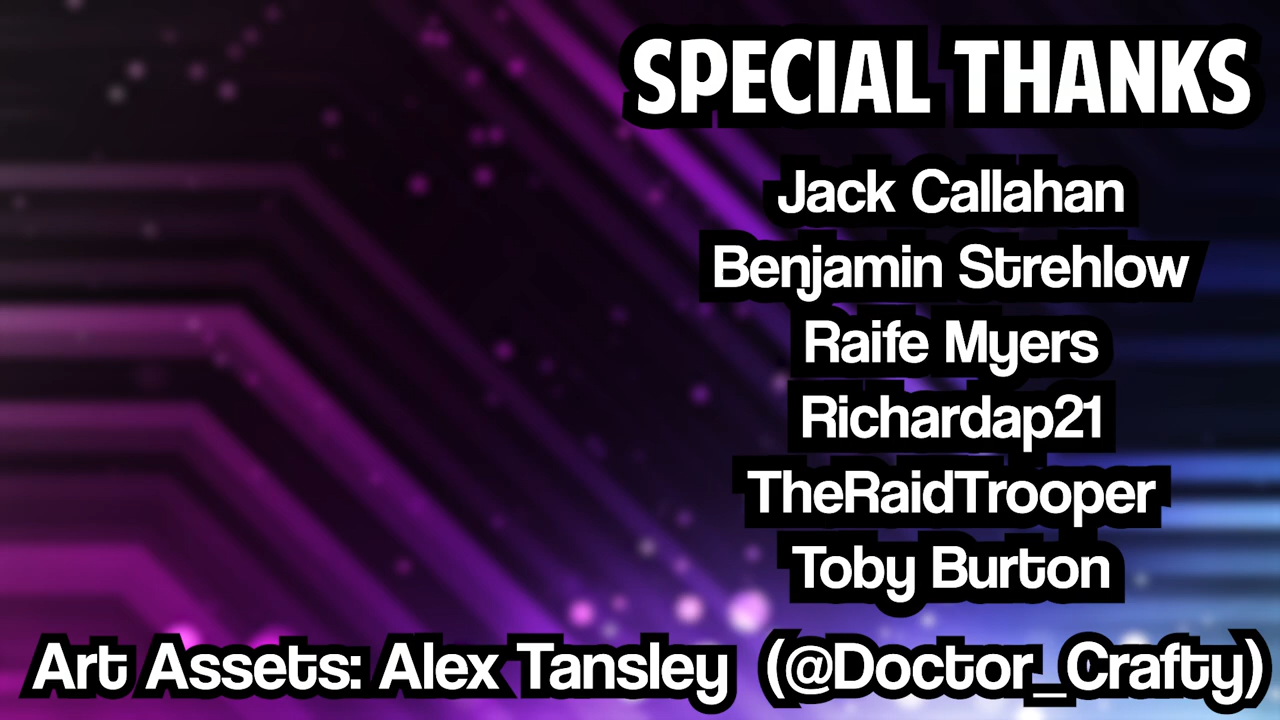 SPECIAL THANKS
Jack Callahan
Benjamin Strehlow
Raife Myers
Richardap21
TheRaidTrooper
Toby Burton
Art Assets: Alex Tansley (@Doctor_Crafty)